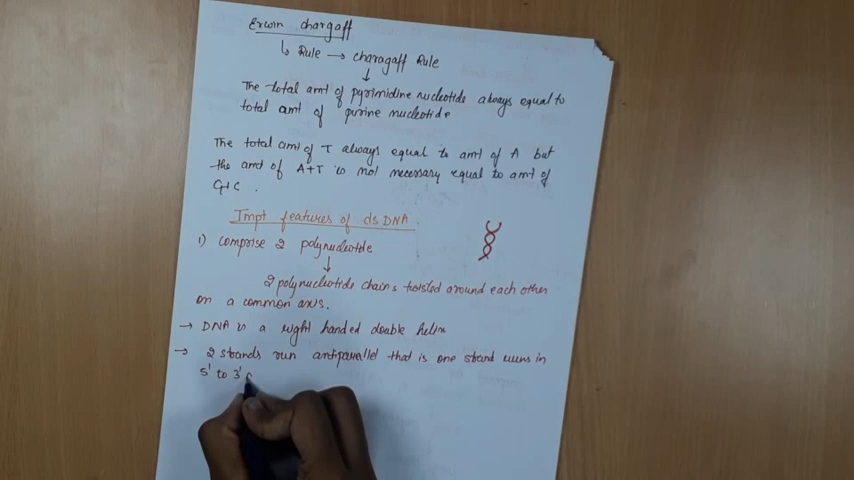 Erwin chargaff
↳ Rule → charagaff Rule
↓
The total amt of pyrimidine nucleotide always equal to
total amt of purine nucleotide
The total amt of T always equal to amt of A but
the amt of A+T is not necessary equal to amt of
G+C.
Impt features of dsDNA
1) comprise 2 polynucleotide
↓
2 polynucleotide chains twisted around each other
on a common axis.
→ DNA is a right handed double helix
→ 2 strands run antiparallel that is one strand runs in
5' to 3'